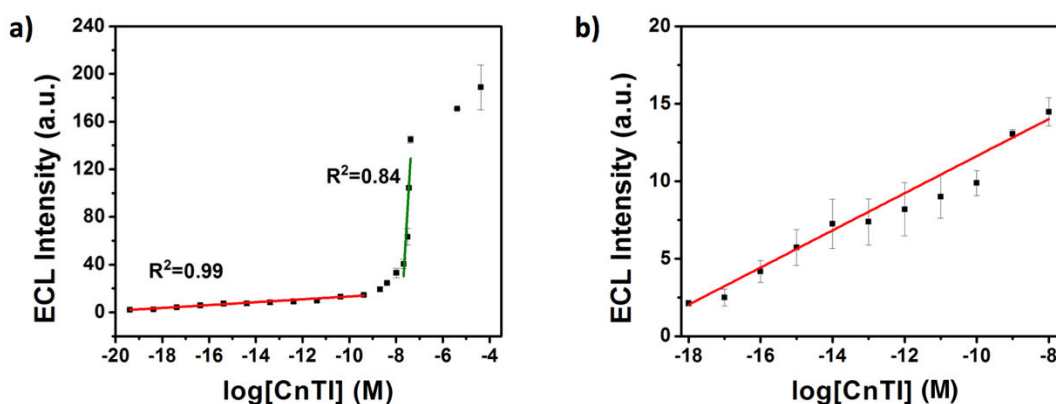 a)
ECL Intensity (a.u.)
240
200
160
120
80
40
0
R²=0.84
R²=0.99
-20 -18 -16 -14 -12 -10 -8 -6 -4
log[CnTI] (M)
b)
ECL Intensity (a.u.)
20
15
10
5
0
-18 -16 -14 -12 -10 -8
log[CnTI] (M)